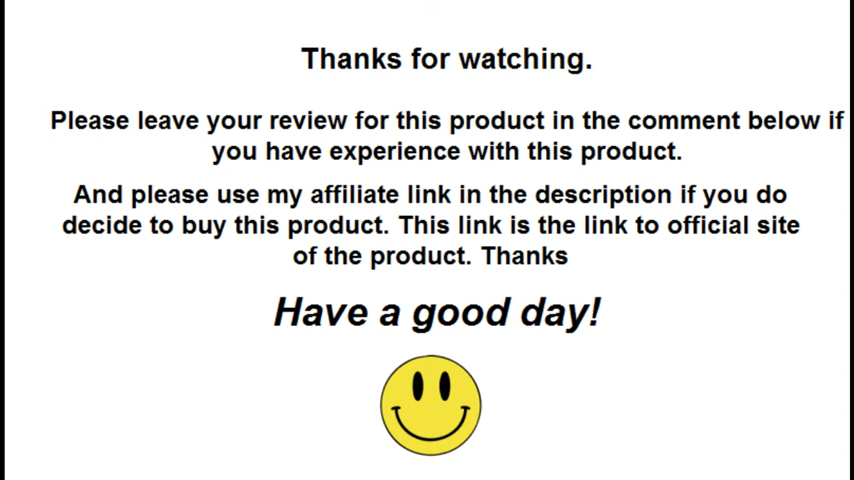 Thanks for watching.
Please leave your review for this product in the comment below if
you have experience with this product.
And please use my affiliate link in the description if you do
decide to buy this product. This link is the link to official site
of the product. Thanks
Have a good day!